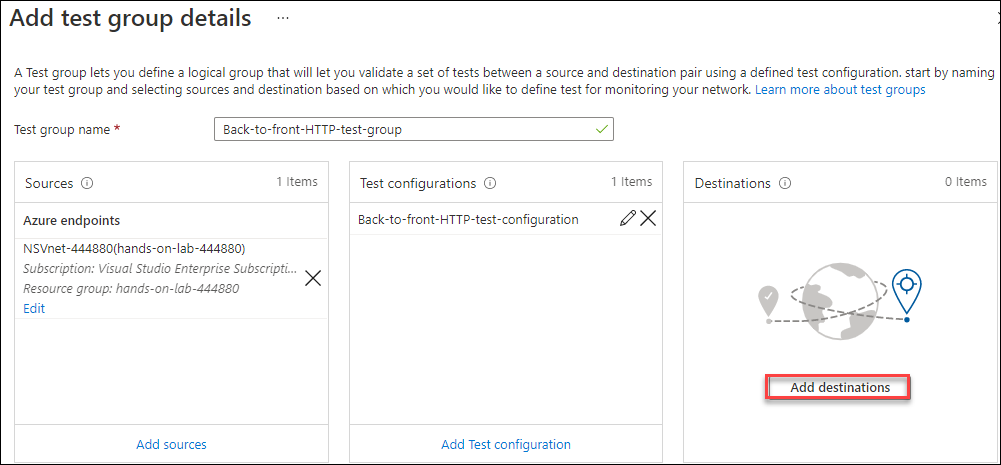 Add test group details ...
A Test group lets you define a logical group that will let you validate a set of tests between a source and destination pair using a defined test configuration. start by naming
your test group and selecting sources and destination based on which you would like to define test for monitoring your network. Learn more about test groups
Test group name * Back-to-front-HTTP-test-group
Sources 1 Items
Azure endpoints
NSVnet-444880(hands-on-lab-444880)
Subscription: Visual Studio Enterprise Subscripti...
Resource group: hands-on-lab-444880
Edit
Add sources
Test configurations 1 Items
Back-to-front-HTTP-test-configuration
Add Test configuration
Destinations 0 Items
Add destinations